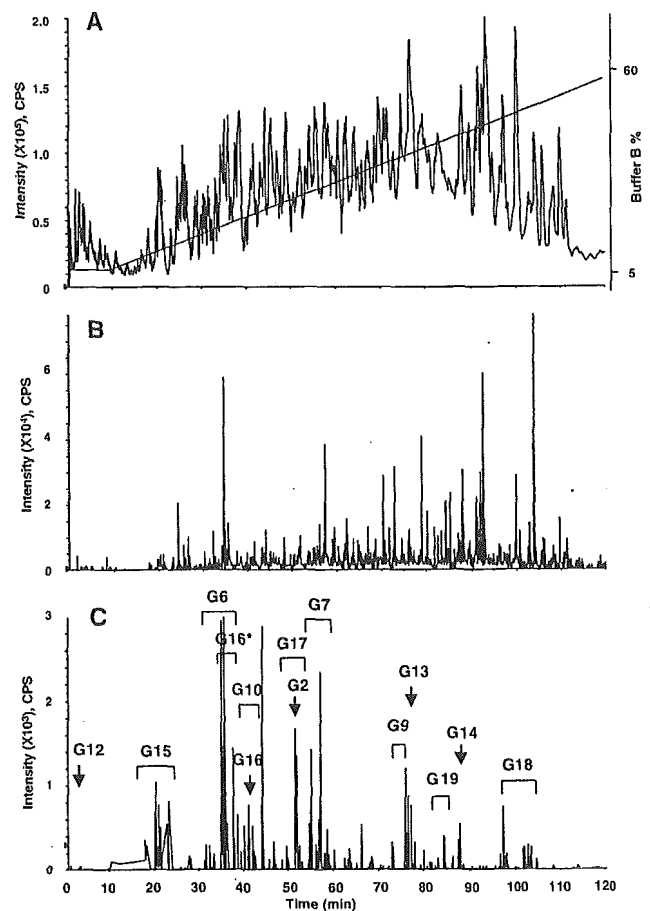 A
2.0
1.5
1.0
0.5
0
Intensity (X10⁵), CPS
60
5
Buffer B %
B
6
4
2
0
Intensity (X10⁴), CPS
C
3
2
1
0
Intensity (X10³), CPS
G6
G16*
G7
G17
G10
G2
G13
G12
G15
G16
G9
G14
G19
G18
0 10 20 30 40 50 60 70 80 90 100 110 120
Time (min)